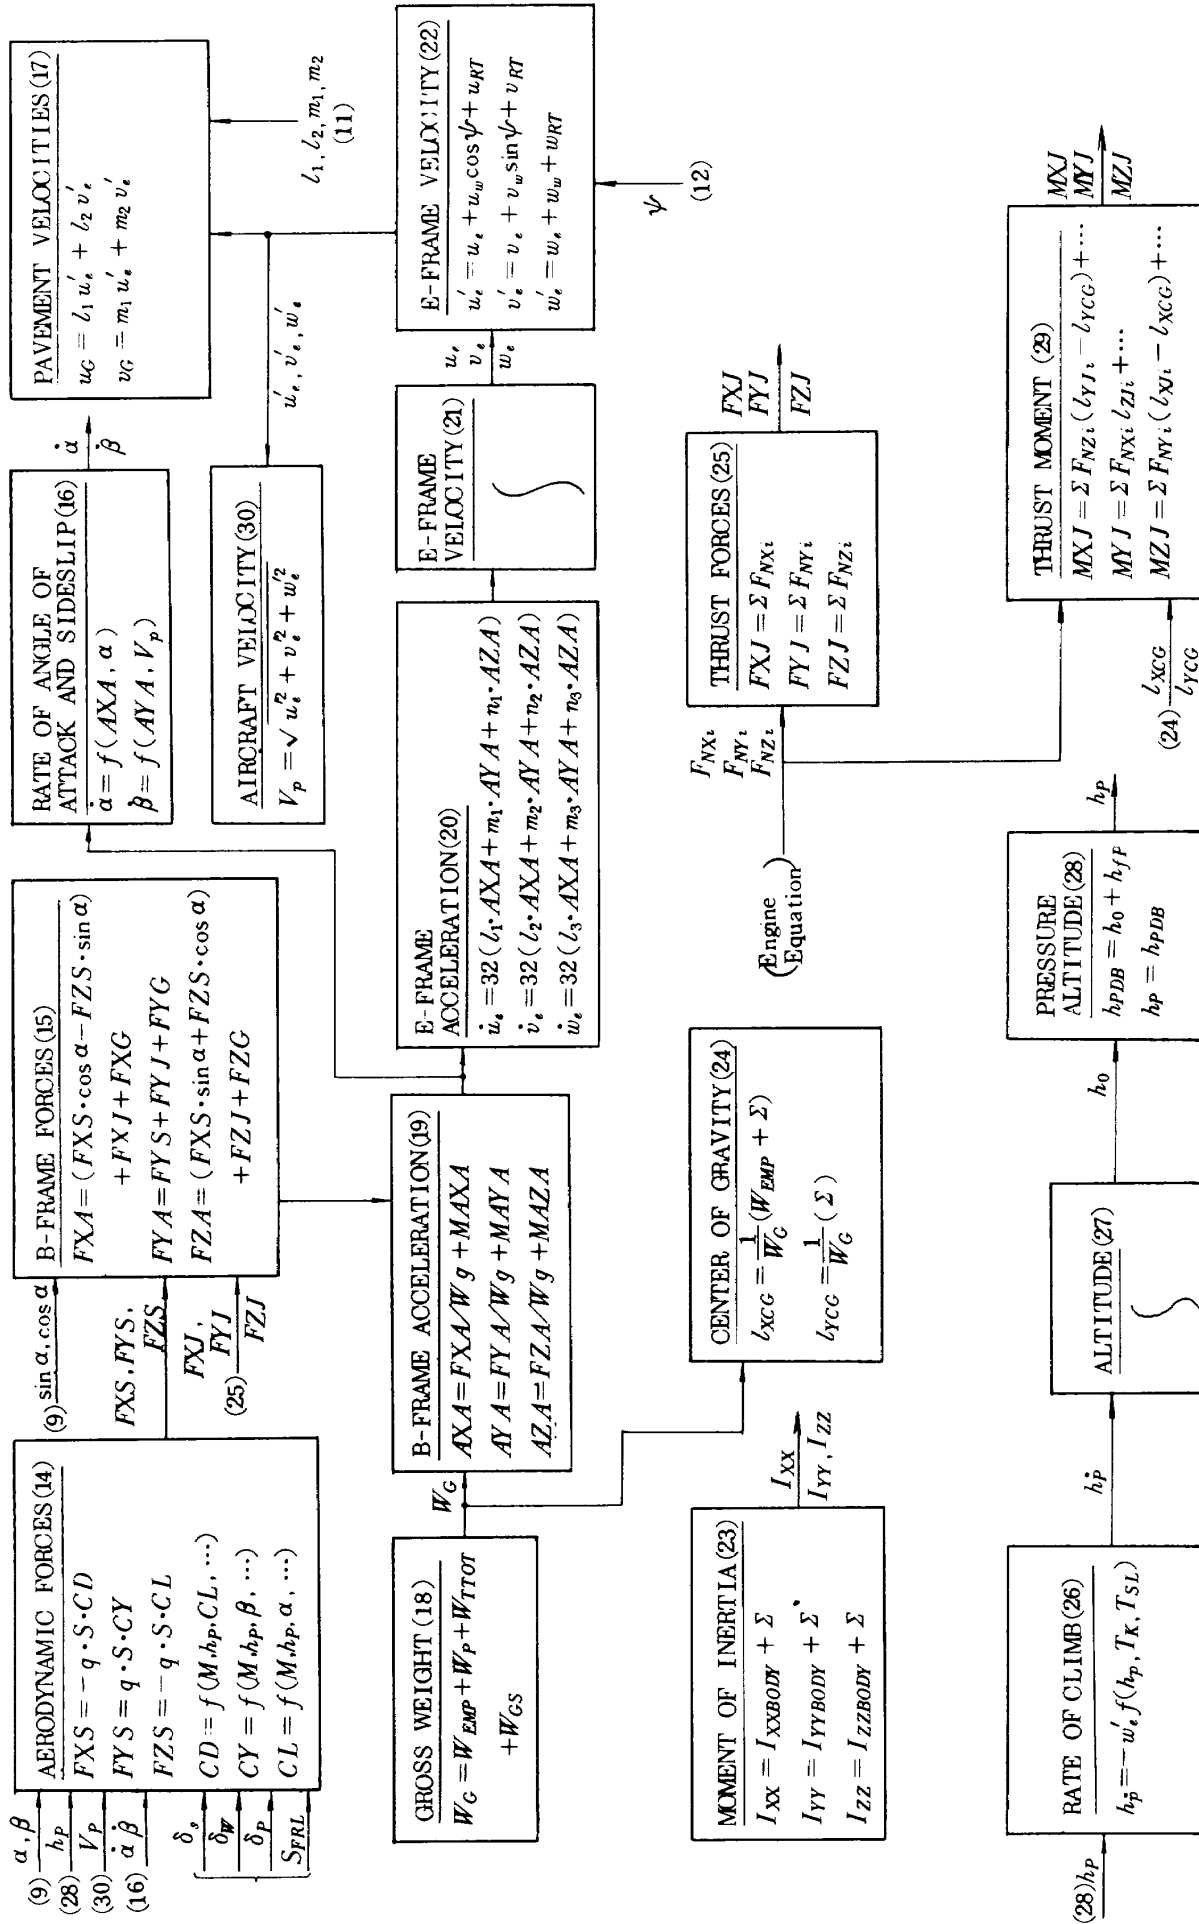 (9) α, β
(28) hP
(30) VP
(16) α̇ β̇
δs
δW
δP
SFRL
AERODYNAMIC FORCES(14)
FXS = −q·S·CD
FYS = q·S·CY
FZS = −q·S·CL
CD = f(M,hP,CL,⋯)
CY = f(M,hP,β,⋯)
CL = f(M,hP,α,⋯)
(9) sin α, cos α
FXS, FYS,
FZS
FXJ,
FYJ
(25) FZJ
B-FRAME FORCES(15)
FXA=(FXS·cos α−FZS·sin α)
+FXJ+FXG
FYA=FYS+FYJ+FYG
FZA=(FXS·sin α+FZS·cos α)
+FZJ+FZG
RATE OF ANGLE OF
ATTACK AND SIDESLIP(16)
α̇=f(AXA, α)
β̇=f(AYA, Vp)
α̇
β̇
PAVEMENT VELOCITIES(17)
uG = l1 u′e + l2 v′e
vG = m1 u′e + m2 v′e
l1, l2, m1, m2
(11)
AIRCRAFT VELOCITY(30)
Vp = √u′e² + v′e² + w′e²
u′e, v′e, w′e
GROSS WEIGHT(18)
WG = WEMP+WP+WTTOT
+WGS
WG
B-FRAME ACCELERATION(19)
AXA=FXA/Wg+MAXA
AYA=FYA/Wg+MAYA
AZA=FZA/Wg+MAZA
E-FRAME
ACCELERATION(20)
u̇e=32(l1·AXA+m1·AYA+n1·AZA)
v̇e=32(l2·AXA+m2·AYA+n2·AZA)
ẇe=32(l3·AXA+m3·AYA+n3·AZA)
E-FRAME
VELOCITY(21)
∫
ue
ve
we
E-FRAME VELOCITY(22)
u′e = ue + uw cosψ + uRT
v′e = ve + vw sinψ + vRT
w′e = we + ww + wRT
ψ
(12)
MOMENT OF INERTIA(23)
IXX = IXXBODY + Σ
IYY = IYYBODY + Σ
IZZ = IZZBODY + Σ
IXX
IYY, IZZ
CENTER OF GRAVITY(24)
lXCG = 1/WG (WEMP + Σ)
lYCG = 1/WG (Σ)
(Engine
Equation)
FNXi
FNYi
FNZi
THRUST FORCES(25)
FXJ = ΣFNXi
FYJ = ΣFNYi
FZJ = ΣFNZi
FXJ
FYJ
FZJ
(28)hP
RATE OF CLIMB(26)
ḣp = −w′e f(hP, TK, TSL)
ḣP
ALTITUDE(27)
∫
h0
PRESSURE
ALTITUDE(28)
hPDB = h0 + hfP
hP = hPDB
hP
(24) lXCG
lYCG
THRUST MOMENT (29)
MXJ = ΣFNZi(lYJi − lYCG)+⋯
MYJ = ΣFNXi lZJi +⋯
MZJ = ΣFNYi(lXJi − lXCG)+⋯
MXJ
MYJ
MZJ